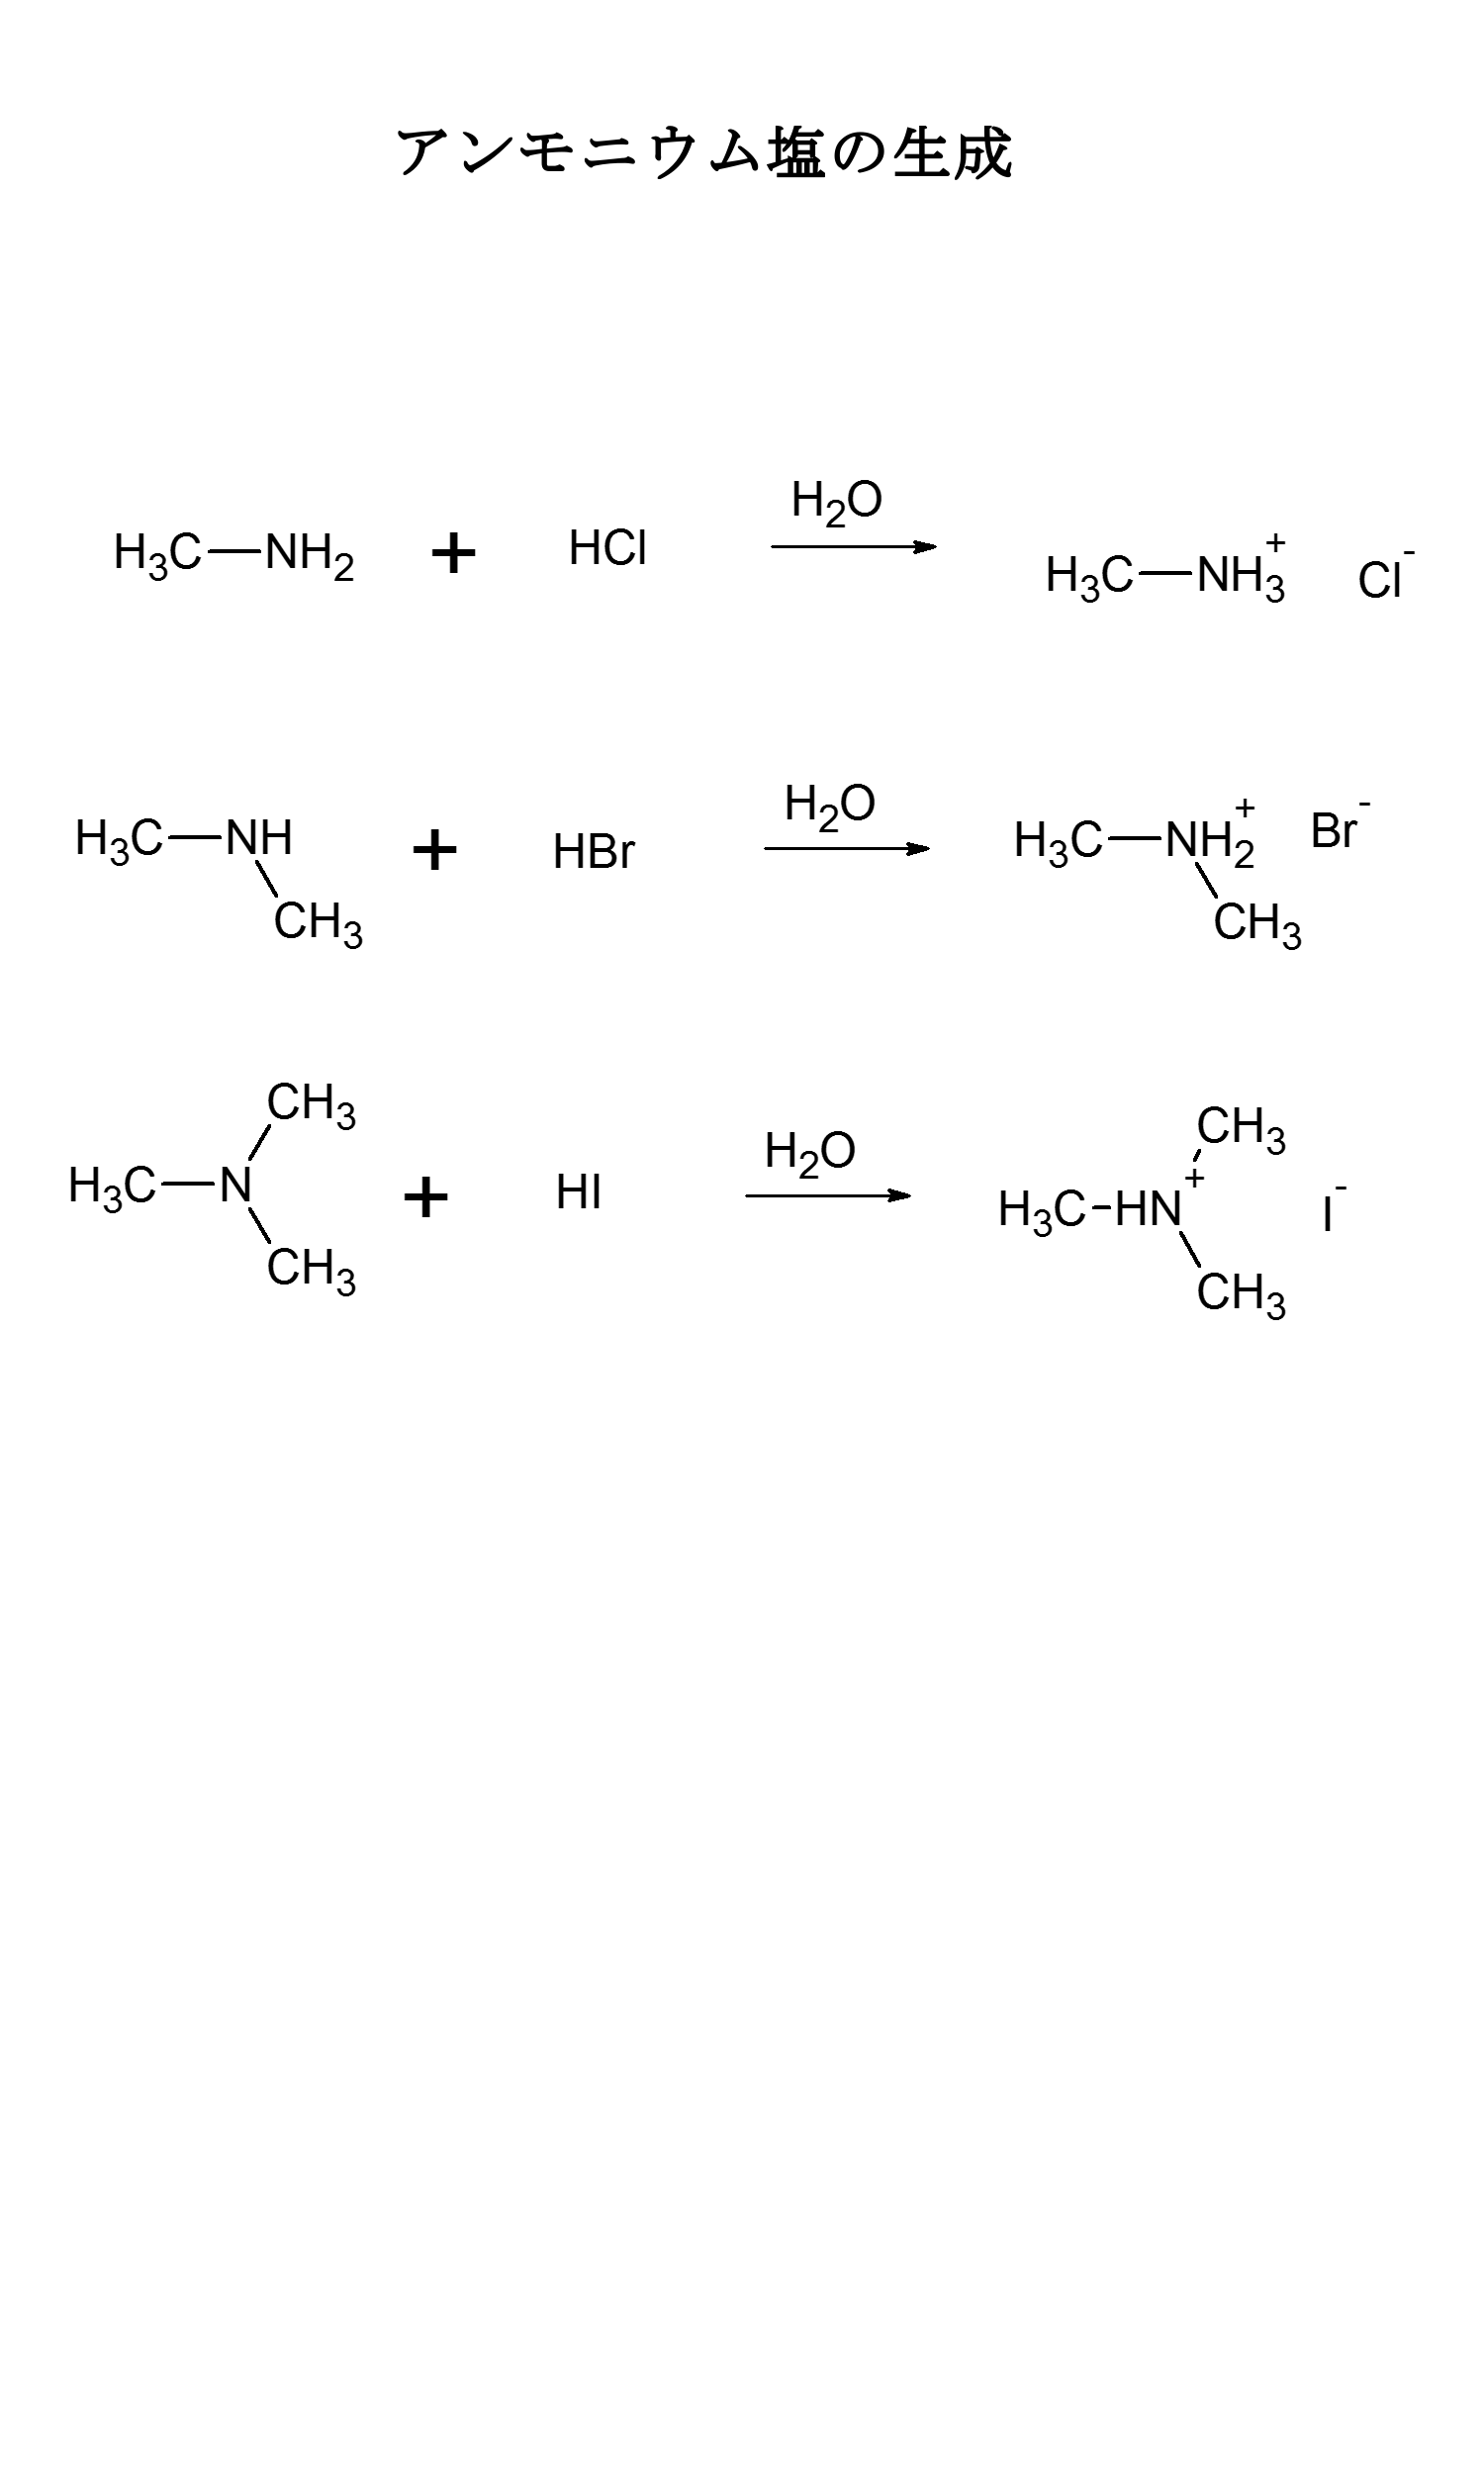 アンモニウム塩の生成
H2O
H3C—NH2 + HCl H3C—NH3+ Cl-
H2O
H3C—NH + HBr H3C—NH2+ Br-
CH3 CH3
CH3 CH3
H2O
H3C—N + HI H3C-HN+ I-
CH3 CH3